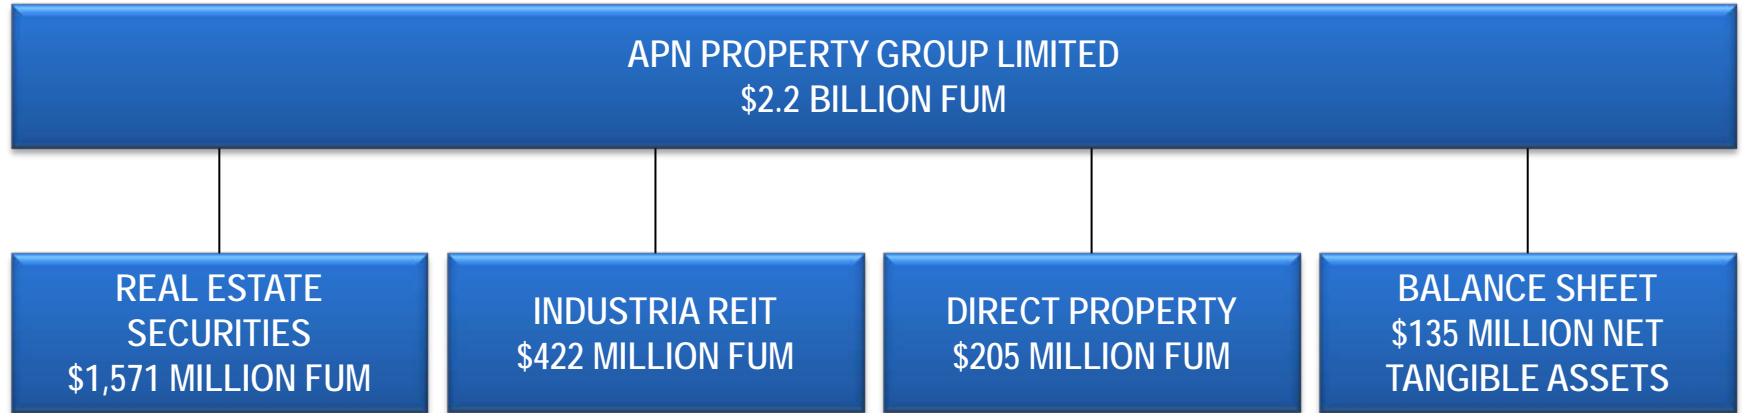 APN PROPERTY GROUP LIMITED
$2.2 BILLION FUM
REAL ESTATE
SECURITIES
$1,571 MILLION FUM
INDUSTRIA REIT
$422 MILLION FUM
DIRECT PROPERTY
$205 MILLION FUM
BALANCE SHEET
$135 MILLION NET
TANGIBLE ASSETS